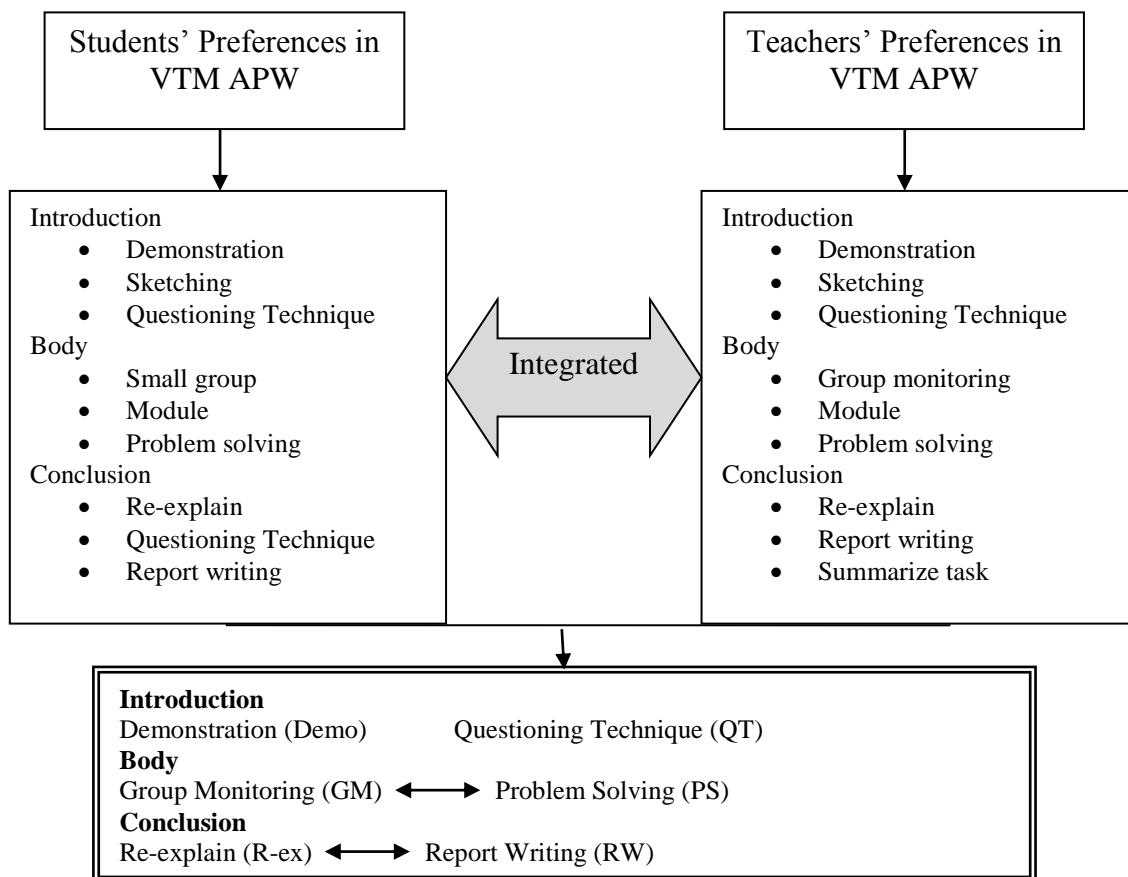 Students’ Preferences in
VTM APW
Teachers’ Preferences in
VTM APW
Introduction
• Demonstration
• Sketching
• Questioning Technique
Body
• Small group
• Module
• Problem solving
Conclusion
• Re-explain
• Questioning Technique
• Report writing
Integrated
Introduction
• Demonstration
• Sketching
• Questioning Technique
Body
• Group monitoring
• Module
• Problem solving
Conclusion
• Re-explain
• Report writing
• Summarize task
Introduction
Demonstration (Demo) Questioning Technique (QT)
Body
Group Monitoring (GM) Problem Solving (PS)
Conclusion
Re-explain (R-ex) Report Writing (RW)